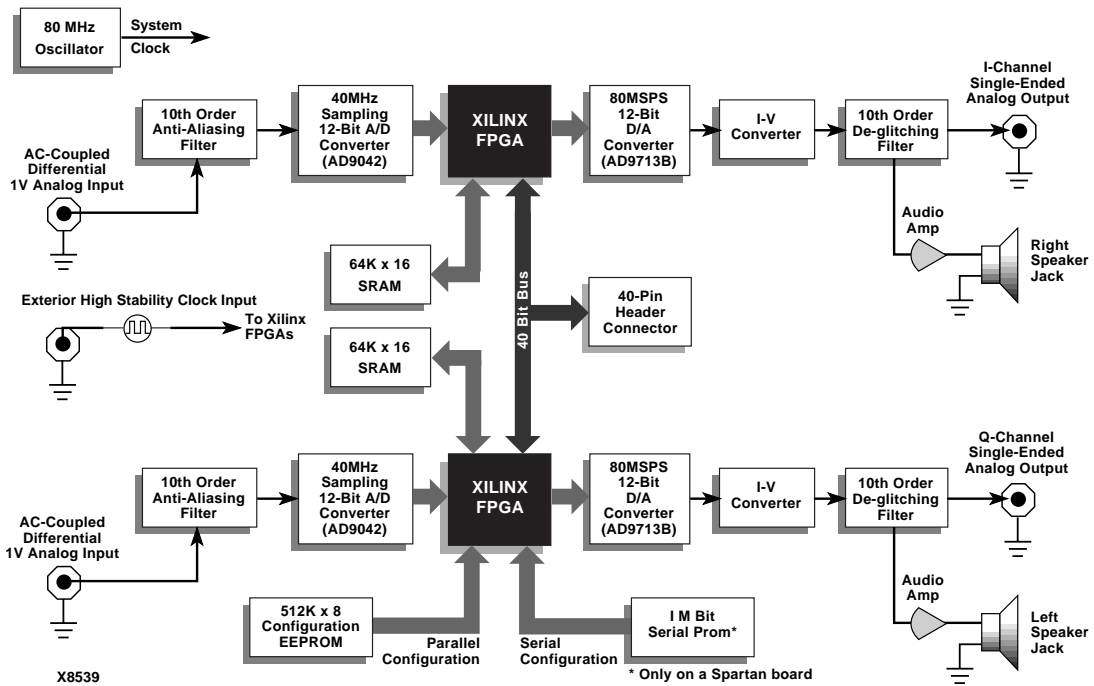 80 MHz
Oscillator
System
Clock
10th Order
Anti-Aliasing
Filter
40MHz
Sampling
12-Bit A/D
Converter
(AD9042)
XILINX
FPGA
80MSPS
12-Bit
D/A
Converter
(AD9713B)
I-V
Converter
10th Order
De-glitching
Filter
I-Channel
Single-Ended
Analog Output
AC-Coupled
Differential
1V Analog Input
Audio
Amp
Right
Speaker
Jack
64K x 16
SRAM
40 Bit Bus
40-Pin
Header
Connector
Exterior High Stability Clock Input
To Xilinx
FPGAs
64K x 16
SRAM
10th Order
Anti-Aliasing
Filter
40MHz
Sampling
12-Bit A/D
Converter
(AD9042)
XILINX
FPGA
80MSPS
12-Bit
D/A
Converter
(AD9713B)
I-V
Converter
10th Order
De-glitching
Filter
Q-Channel
Single-Ended
Analog Output
AC-Coupled
Differential
1V Analog Input
Audio
Amp
Left
Speaker
Jack
512K x 8
Configuration
EEPROM
Parallel
Configuration
Serial
Configuration
I M Bit
Serial Prom*
* Only on a Spartan board
X8539